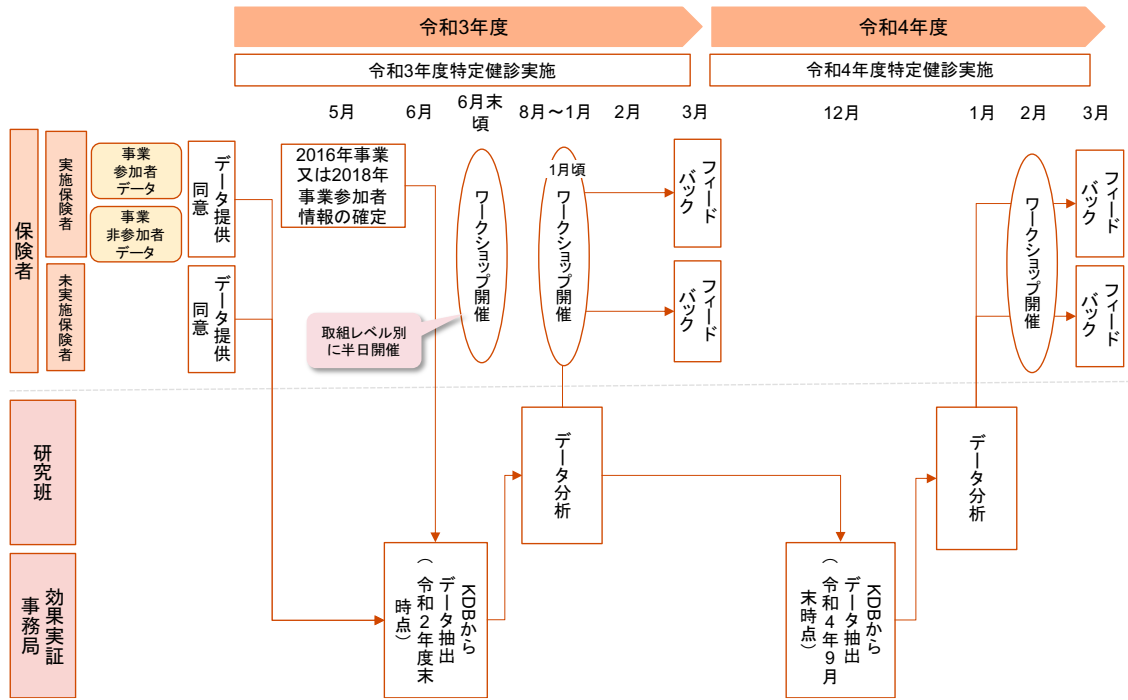 令和3年度
令和4年度
令和3年度特定健診実施
令和4年度特定健診実施
5月
6月
6月末
頃
8月～1月
2月
3月
12月
1月
2月
3月
保険者
実施保険者
事業
参加者
データ
事業
非参加者
データ
データ提供
同意
2016年事業
又は2018年
事業参加者
情報の確定
ワークショップ開催
1月頃
ワークショップ開催
フィード
バック
ワークショップ開催
フィード
バック
未実施保険者
データ提供
同意
取組レベル別
に半日開催
フィード
バック
フィード
バック
研究班
データ分析
データ分析
効果実証
事務局
KDBから
データ抽出
（令和2年度末
時点）
KDBから
データ抽出
（令和4年9月
末時点）